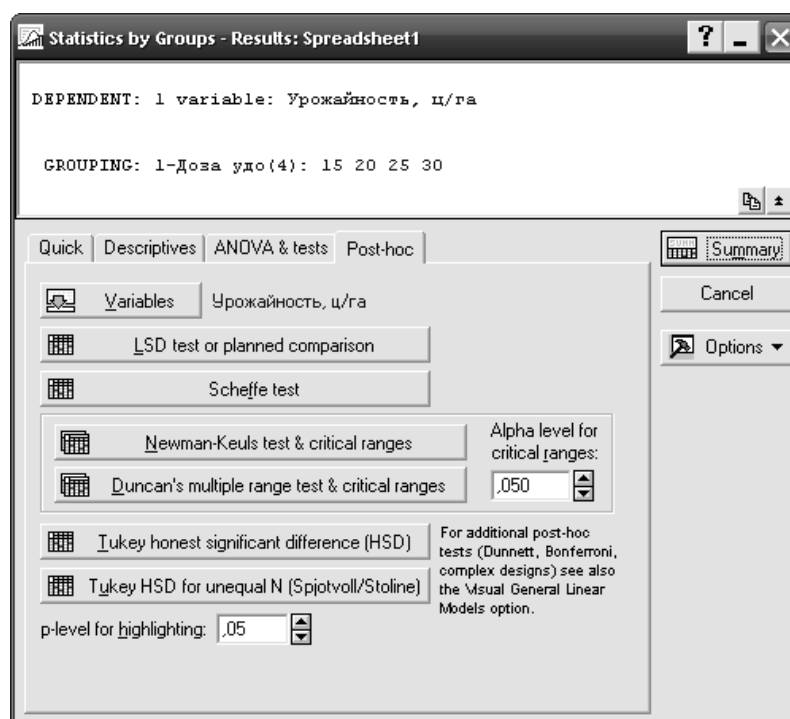 Statistics by Groups - Results: Spreadsheet1
DEPENDENT: 1 variable: Урожайность, ц/га
GROUPING: 1-Доза удо(4): 15 20 25 30
Quick Descriptives ANOVA & tests Post-hoc
Summary
Cancel
Options
Variables Урожайность, ц/га
LSD test or planned comparison
Scheffe test
Newman-Keuls test & critical ranges
Duncan's multiple range test & critical ranges
Alpha level for
critical ranges:
,050
Tukey honest significant difference (HSD)
Tukey HSD for unequal N (Spjotvoll/Stoline)
For additional post-hoc
tests (Dunnett, Bonferroni,
complex designs) see also
the Visual General Linear
Models option.
p-level for highlighting: ,05